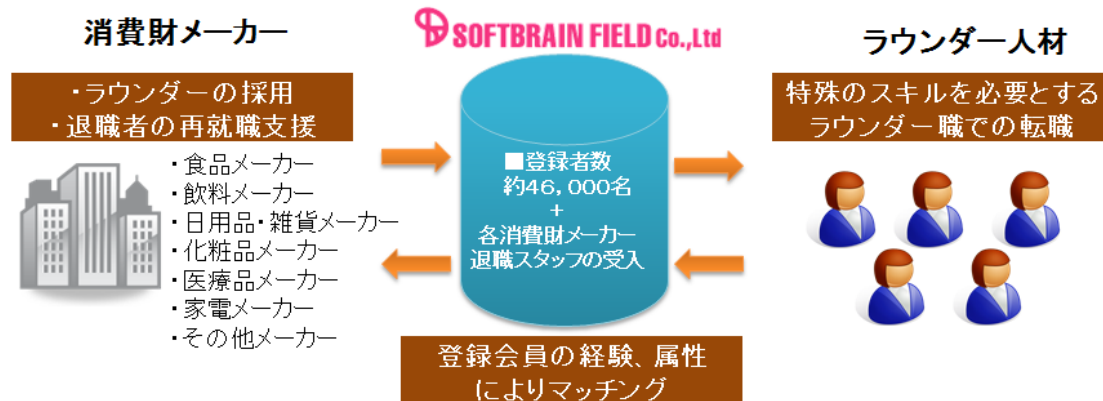 消費財メーカー
・ラウンダーの採用
・退職者の再就職支援
・食品メーカー
・飲料メーカー
・日用品・雑貨メーカー
・化粧品メーカー
・医療品メーカー
・家電メーカー
・その他メーカー
SOFTBRAIN FIELD Co.,Ltd
■登録者数
約46,000名
+
各消費財メーカー
退職スタッフの受入
登録会員の経験、属性
によりマッチング
ラウンダー人材
特殊のスキルを必要とする
ラウンダー職での転職